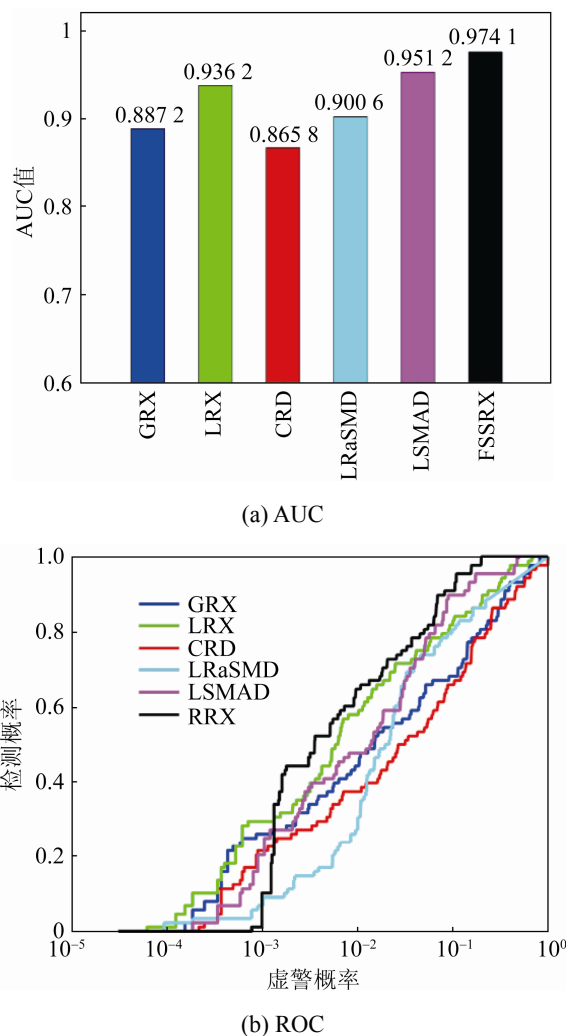 1
0.9
0.8
0.7
0.6
AUC值
0.887 2
0.936 2
0.865 8
0.900 6
0.951 2
0.974 1
GRX
LRX
CRD
LRaSMD
LSMAD
FSSRX
(a) AUC
1.0
0.8
0.6
0.4
0.2
0
检测概率
GRX
LRX
CRD
LRaSMD
LSMAD
RRX
10⁻⁵
10⁻⁴
10⁻³
10⁻²
10⁻¹
10⁰
虚警概率
(b) ROC